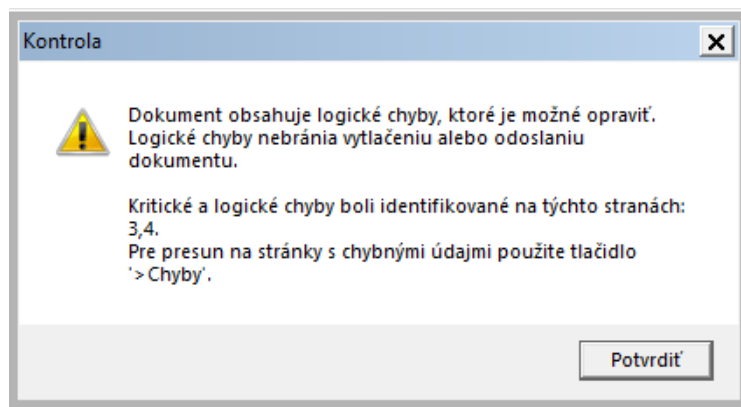 Kontrola
Dokument obsahuje logické chyby, ktoré je možné opraviť.
Logické chyby nebránia vytlačeniu alebo odoslaniu
dokumentu.
Kritické a logické chyby boli identifikované na týchto stranách:
3,4.
Pre presun na stránky s chybnými údajmi použite tlačidlo
'>Chyby'.
Potvrdiť